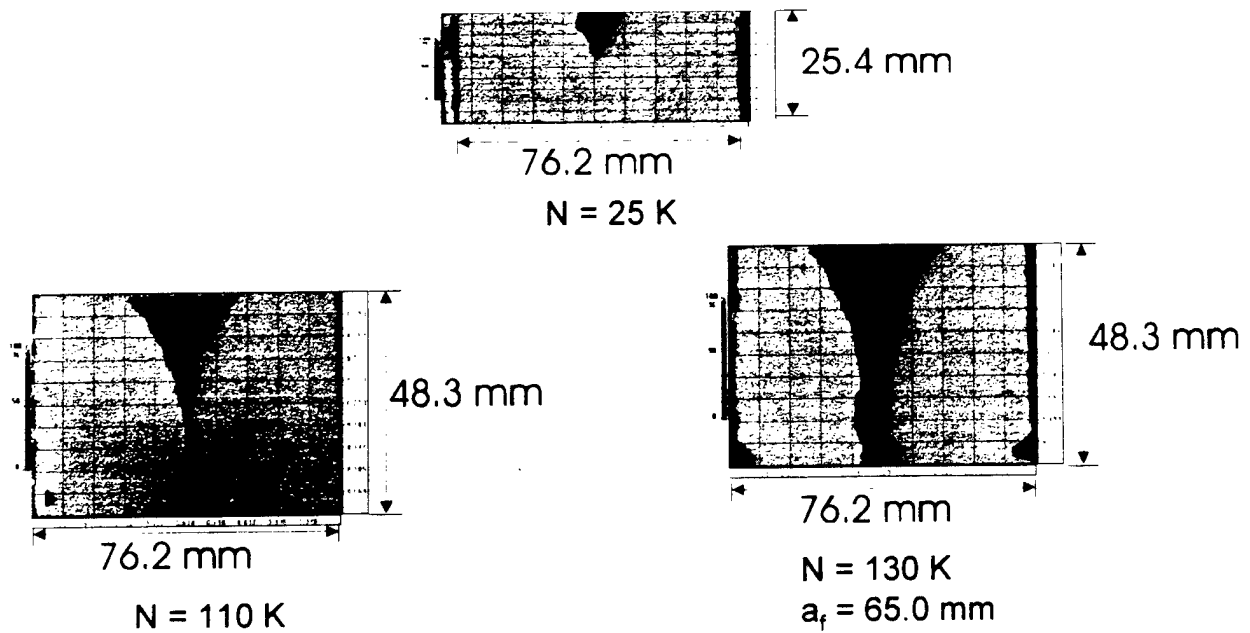 25.4 mm
76.2 mm
N = 25 K
48.3 mm
76.2 mm
N = 110 K
48.3 mm
76.2 mm
N = 130 K
a_f = 65.0 mm